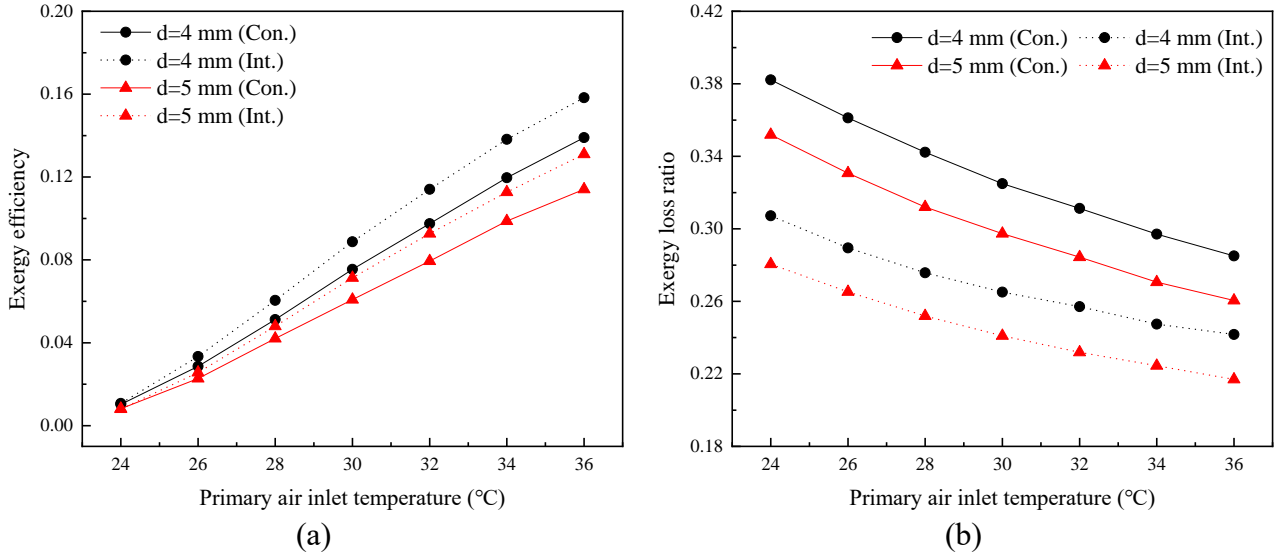 0.20
0.16
0.12
0.08
0.04
0.00
Exergy efficiency
d=4 mm (Con.)
d=4 mm (Int.)
d=5 mm (Con.)
d=5 mm (Int.)
24 26 28 30 32 34 36
Primary air inlet temperature (℃)
(a)
0.42
0.38
0.34
0.30
0.26
0.22
0.18
Exergy loss ratio
d=4 mm (Con.) d=4 mm (Int.)
d=5 mm (Con.) d=5 mm (Int.)
24 26 28 30 32 34 36
Primary air inlet temperature (℃)
(b)